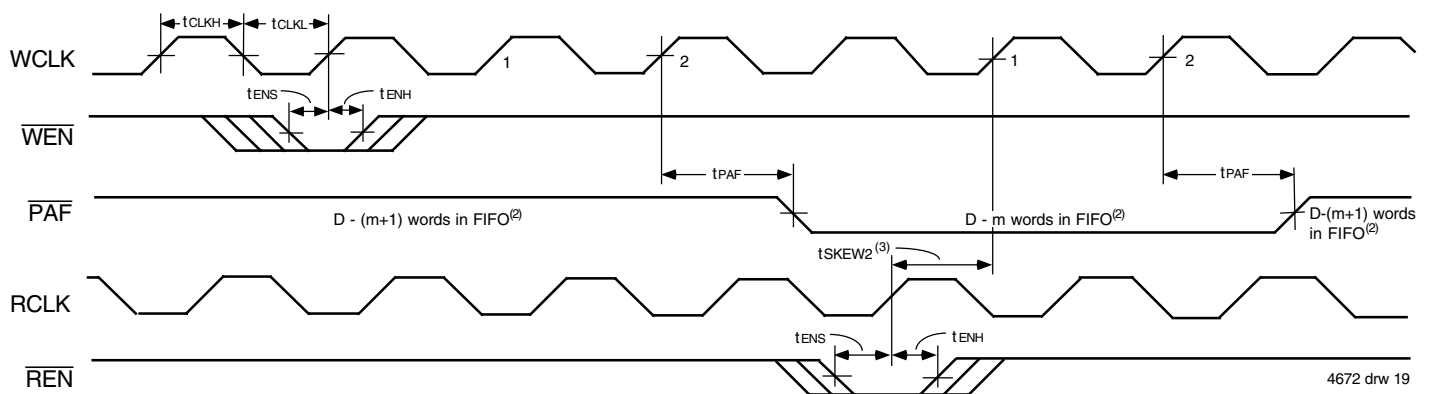 tCLKH
tCLKL
WCLK
1
2
1
2
tENS
tENH
WEN
tPAF
tPAF
PAF
D - (m+1) words in FIFO(2)
D - m words in FIFO(2)
D-(m+1) words
in FIFO(2)
tSKEW2(3)
RCLK
tENS
tENH
REN
4672 drw 19